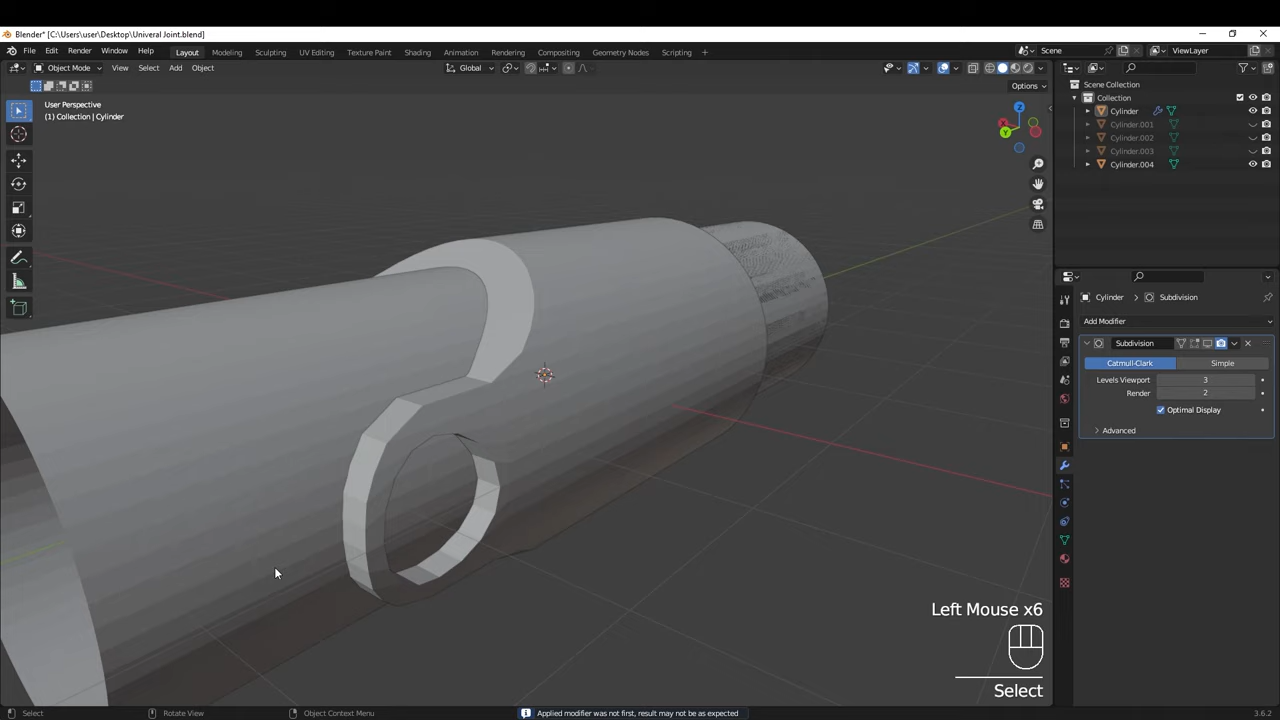 Blender* [C:\Users\user\Desktop\Univeral Joint.blend]
File Edit Render Window Help Layout Modeling Sculpting UV Editing Texture Paint Shading Animation Rendering Compositing Geometry Nodes Scripting + Scene ViewLayer
Object Mode View Select Add Object Global
Options
User Perspective
(1) Collection | Cylinder
X
Y
Z
Scene Collection
Collection
Cylinder
Cylinder.001
Cylinder.002
Cylinder.003
Cylinder.004
Cylinder > Subdivision
Add Modifier
Subdivision
Catmull-Clark Simple
Levels Viewport 3
Render 2
Optimal Display
Advanced
Left Mouse x6
Select
Select Rotate View Object Context Menu Applied modifier was not first, result may not be as expected 3.6.2